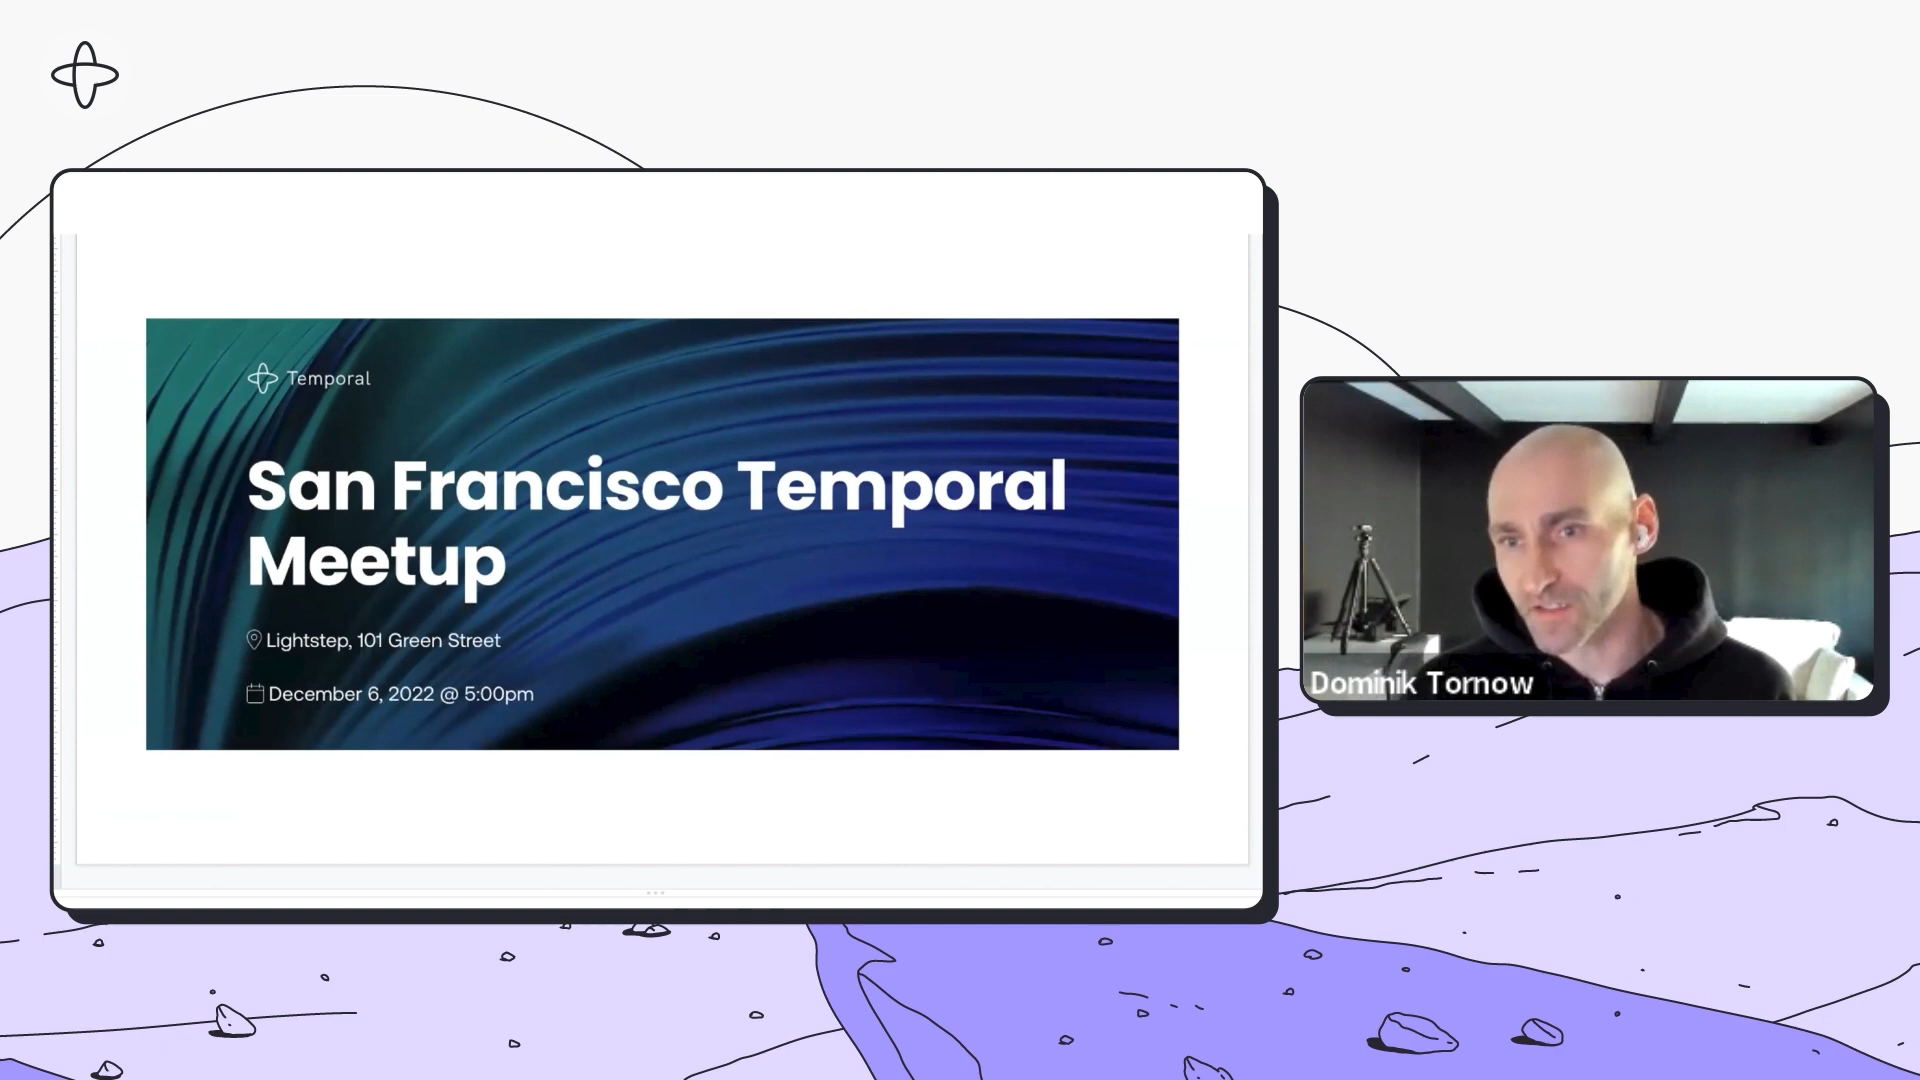 Temporal
San Francisco Temporal
Meetup
Lightstep, 101 Green Street
December 6, 2022 @ 5:00pm
Dominik Tornow